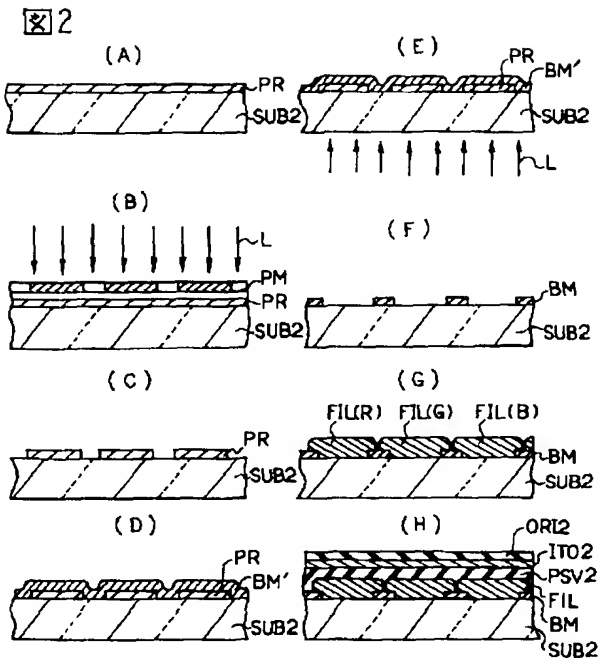 図2
(A)
PR
SUB2
(B)
L
PM
PR
SUB2
(C)
PR
SUB2
(D)
PR
BM'
SUB2
(E)
PR
BM'
SUB2
L
(F)
BM
SUB2
(G)
FIL(R) FIL(G) FIL(B)
BM
SUB2
(H)
ORI2
ITO2
PSV2
FIL
BM
SUB2